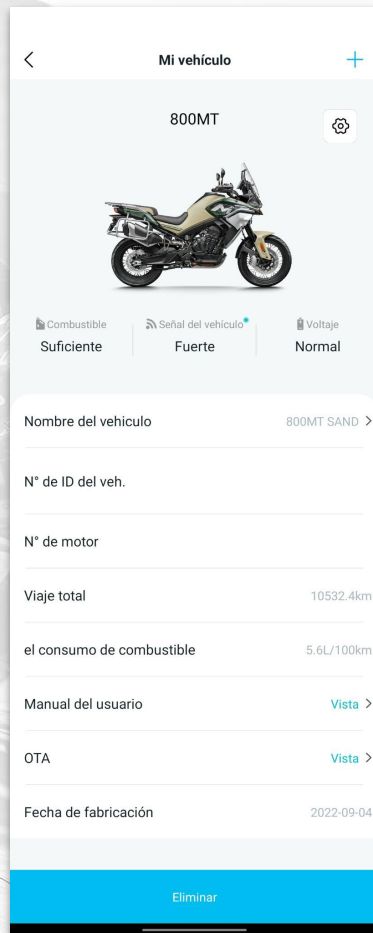 Mi vehículo
800MT
Combustible
Señal del vehículo
Voltaje
Suficiente
Fuerte
Normal
Nombre del vehiculo
800MT SAND
N° de ID del veh.
N° de motor
Viaje total
10532.4km
el consumo de combustible
5.6L/100km
Manual del usuario
Vista
OTA
Vista
Fecha de fabricación
2022-09-04
Eliminar